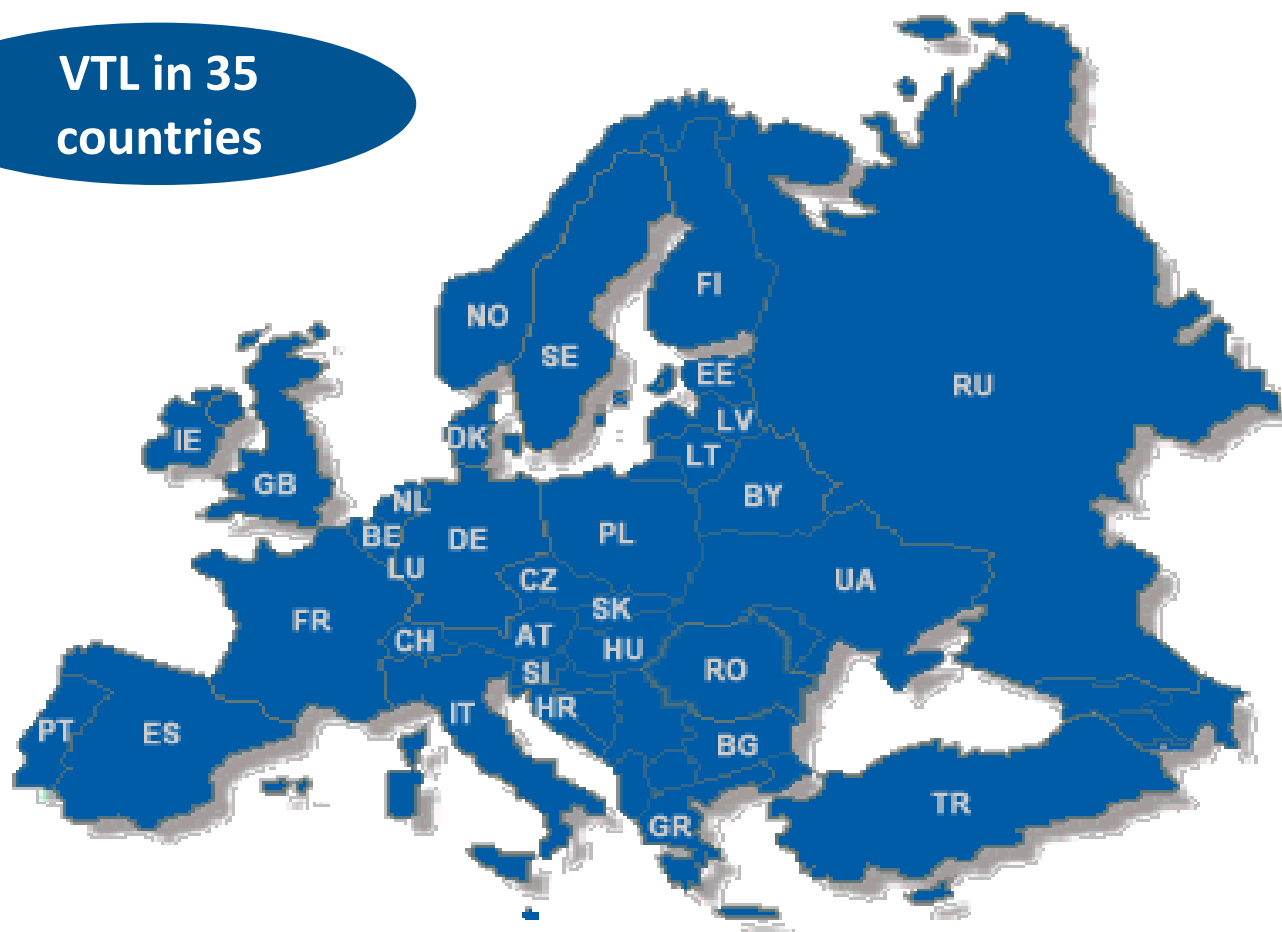 VTL in 35
countries
NO
SE
FI
RU
EE
LV
LT
DK
IE
GB
NL
BE
LU
DE
PL
BY
UA
CZ
SK
FR
CH
AT
HU
SI
RO
HR
IT
BG
PT
ES
GR
TR